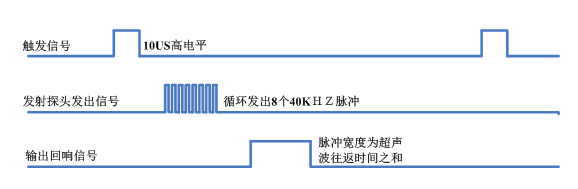 触发信号
10US高电平
发射探头发出信号
循环发出8个40KＨＺ脉冲
输出回响信号
脉冲宽度为超声
波往返时间之和